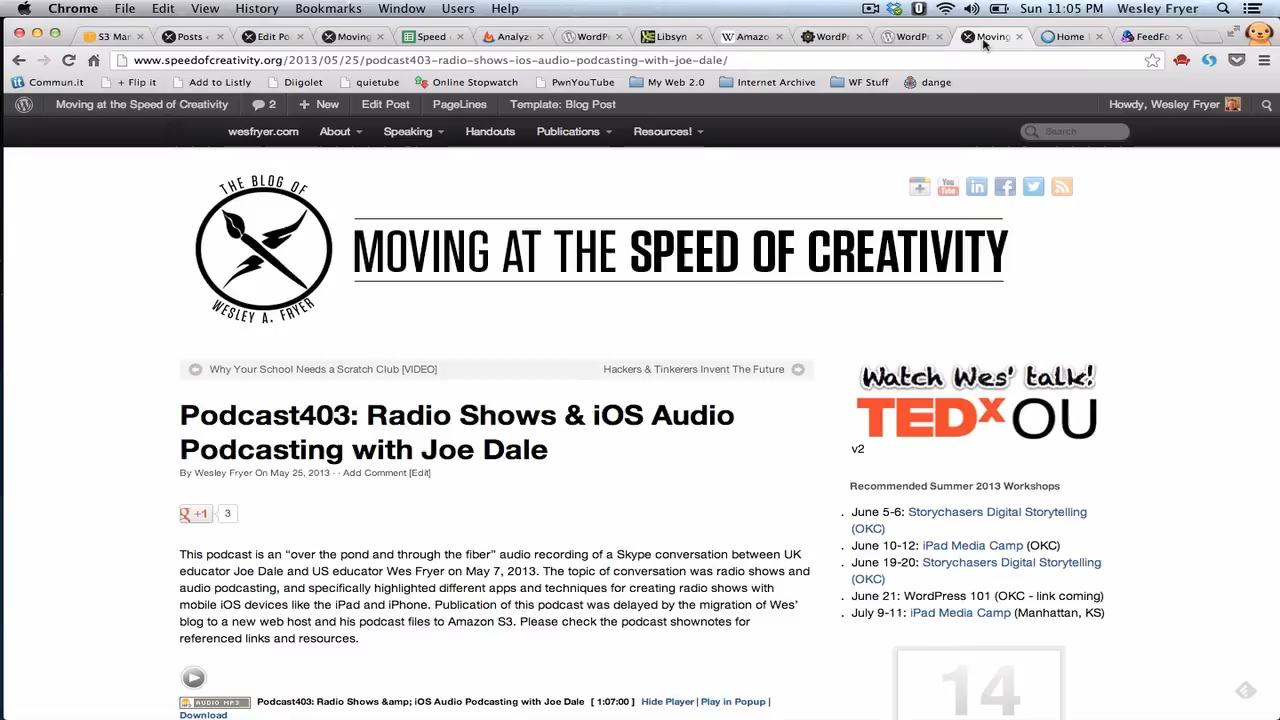 Chrome File Edit View History Bookmarks Window Users Help Sun 11:05 PM Wesley Fryer
S3 Mar Posts ‹ Edit Po Moving Speed WordP Libsyn Amazo WordPr WordPr Moving Home FeedFo
www.speedofcreativity.org/2013/05/25/podcast403-radio-shows-ios-audio-podcasting-with-joe-dale/
Commun.it + Flip it Add to Listly Diigolet quietube Online Stopwatch PwnYouTube My Web 2.0 Internet Archive WF Stuff dange
Moving at the Speed of Creativity 2 + New Edit Post PageLines Template: Blog Post Howdy, Wesley Fryer
wesfryer.com About Speaking Handouts Publications Resources! Search
THE BLOG OF
WESLEY A. FRYER
MOVING AT THE SPEED OF CREATIVITY
You Tube in f
Why Your School Needs a Scratch Club [VIDEO] Hackers & Tinkerers Invent The Future
Podcast403: Radio Shows & iOS Audio
Podcasting with Joe Dale
By Wesley Fryer On May 25, 2013 · · Add Comment [Edit]
g +1 3
This podcast is an “over the pond and through the fiber” audio recording of a Skype conversation between UK
educator Joe Dale and US educator Wes Fryer on May 7, 2013. The topic of conversation was radio shows and
audio podcasting, and specifically highlighted different apps and techniques for creating radio shows with
mobile iOS devices like the iPad and iPhone. Publication of this podcast was delayed by the migration of Wes’
blog to a new web host and his podcast files to Amazon S3. Please check the podcast shownotes for
referenced links and resources.
AUDIO MP3 Podcast403: Radio Shows &amp; iOS Audio Podcasting with Joe Dale [ 1:07:00 ] Hide Player | Play in Popup |
Download
Watch Wes' talk!
TEDx OU
v2
Recommended Summer 2013 Workshops
. June 5-6: Storychasers Digital Storytelling
(OKC)
. June 10-12: iPad Media Camp (OKC)
. June 19-20: Storychasers Digital Storytelling
(OKC)
. June 21: WordPress 101 (OKC - link coming)
. July 9-11: iPad Media Camp (Manhattan, KS)
14